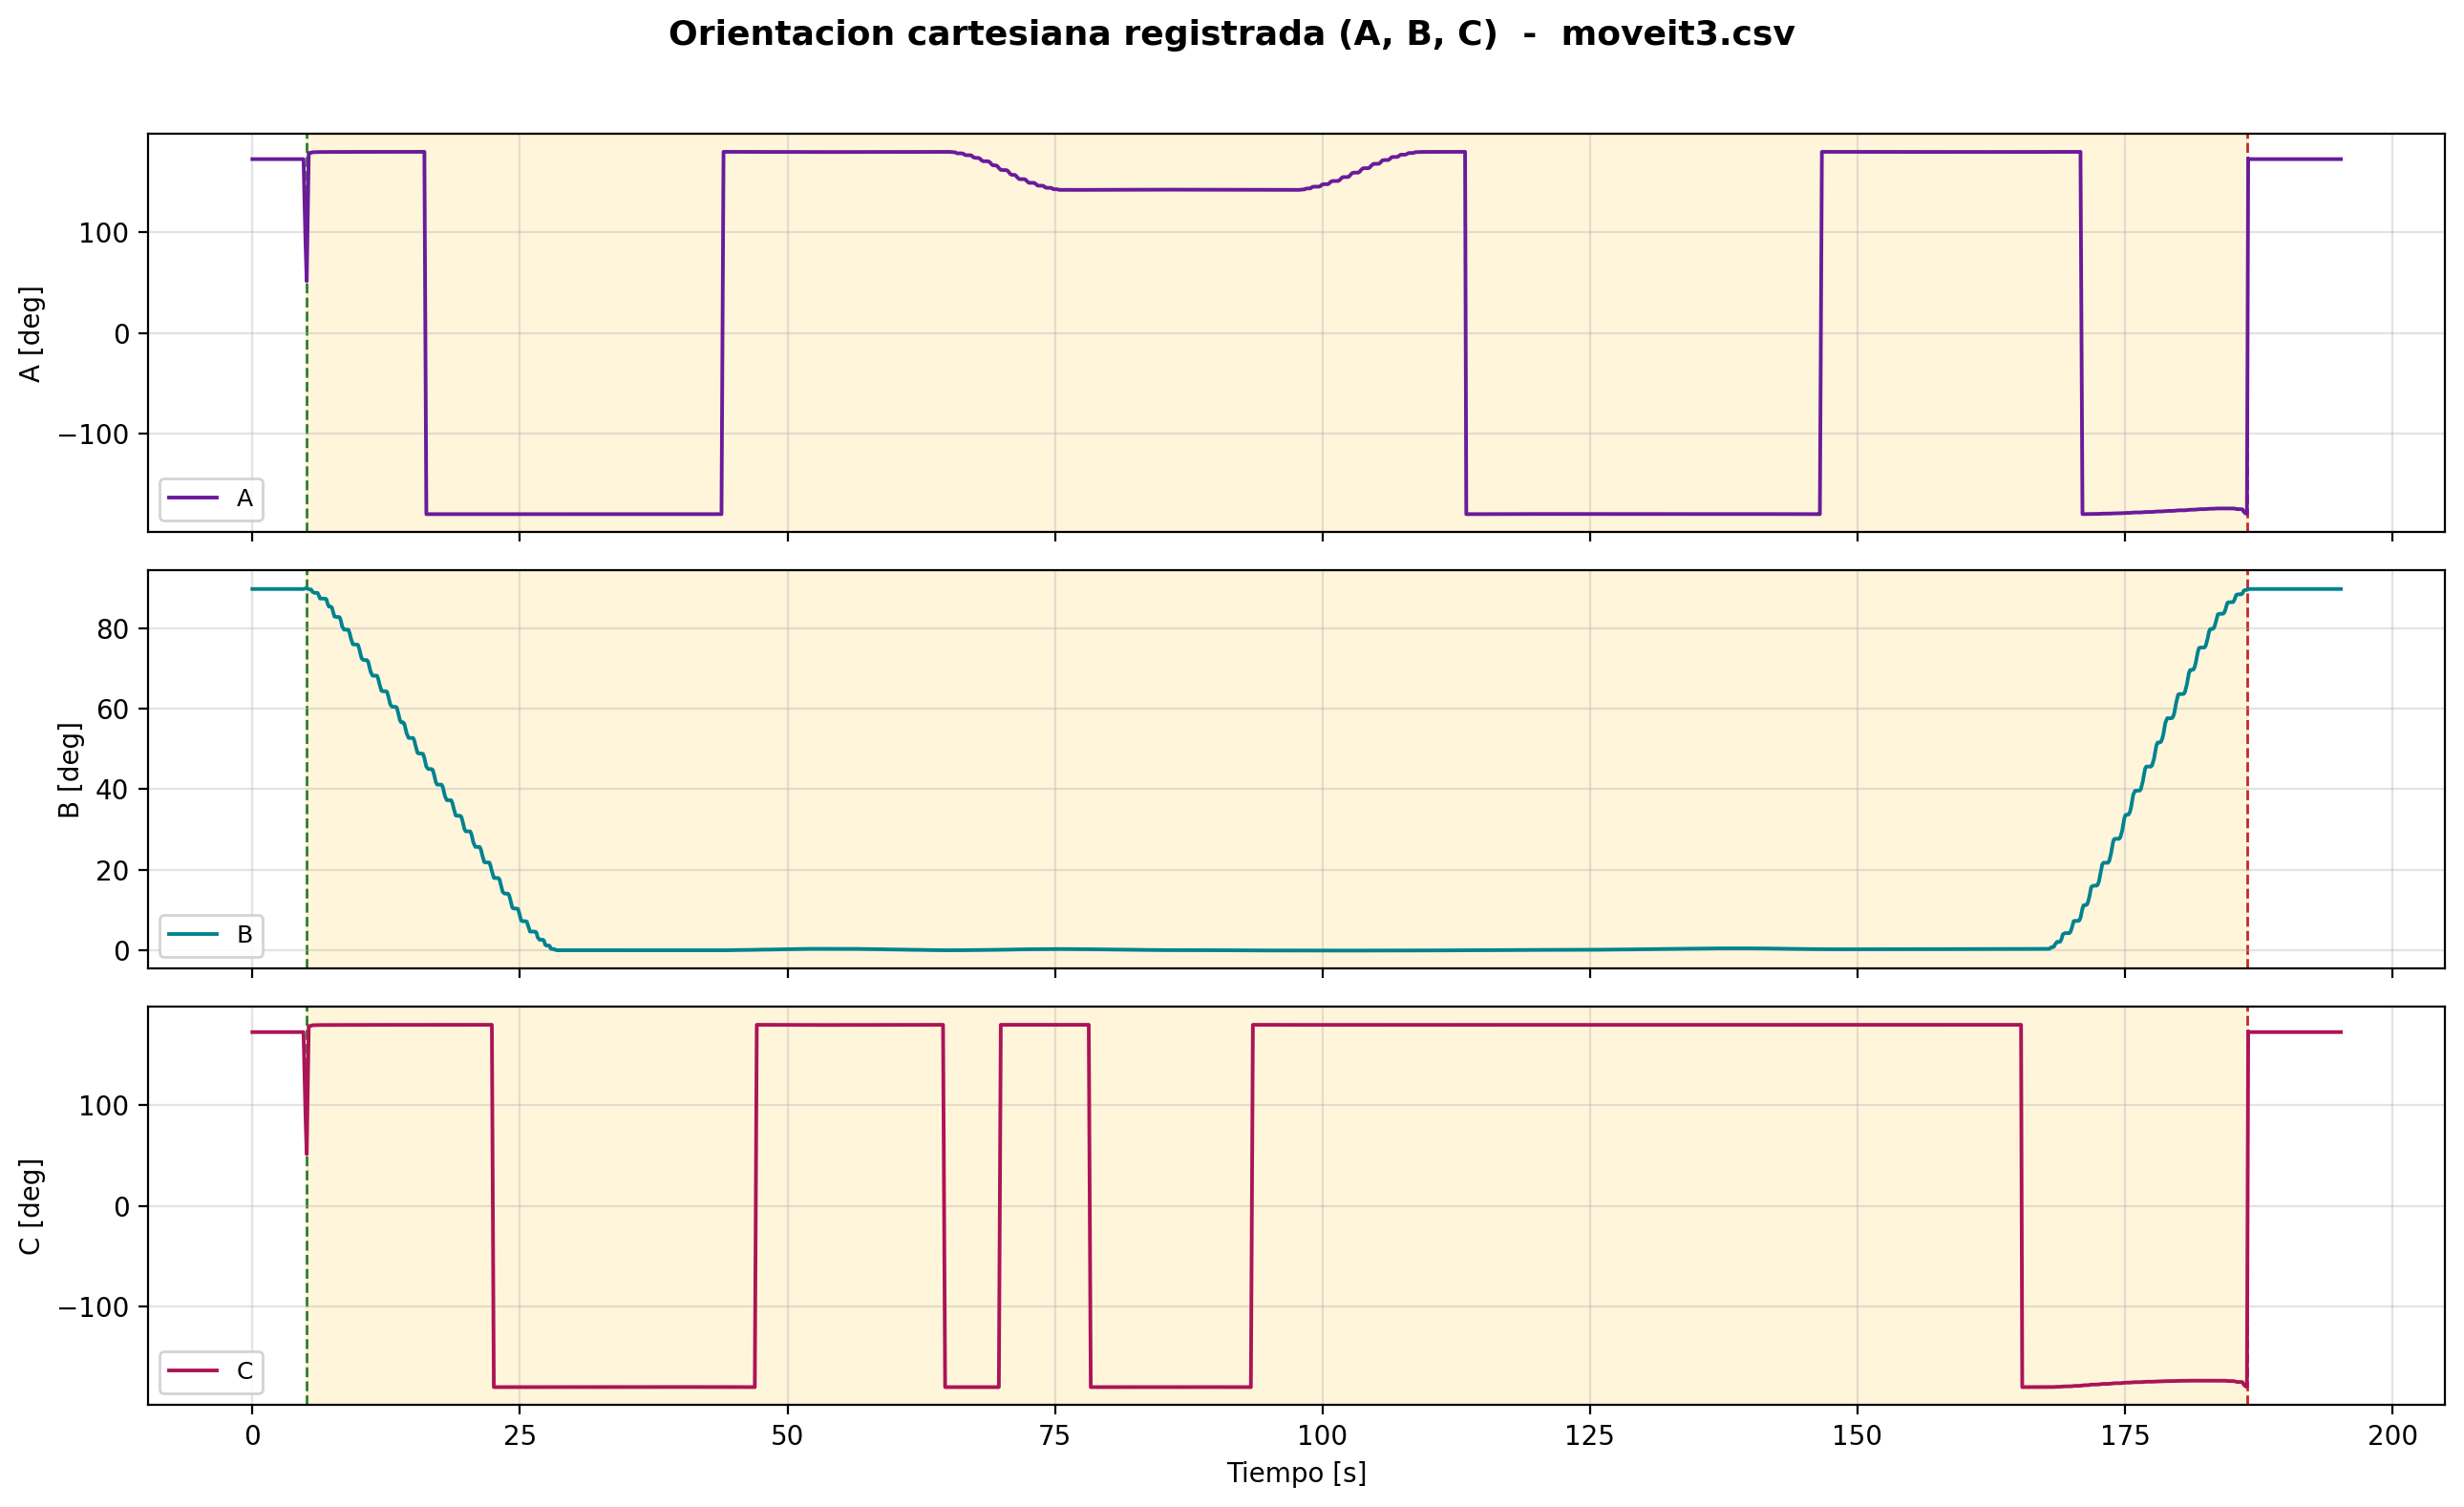 Orientacion cartesiana registrada (A, B, C)  -  moveit3.csv
A [deg]
100
0
−100
A
B [deg]
80
60
40
20
0
B
C [deg]
100
0
−100
C
0 25 50 75 100 125 150 175 200
Tiempo [s]